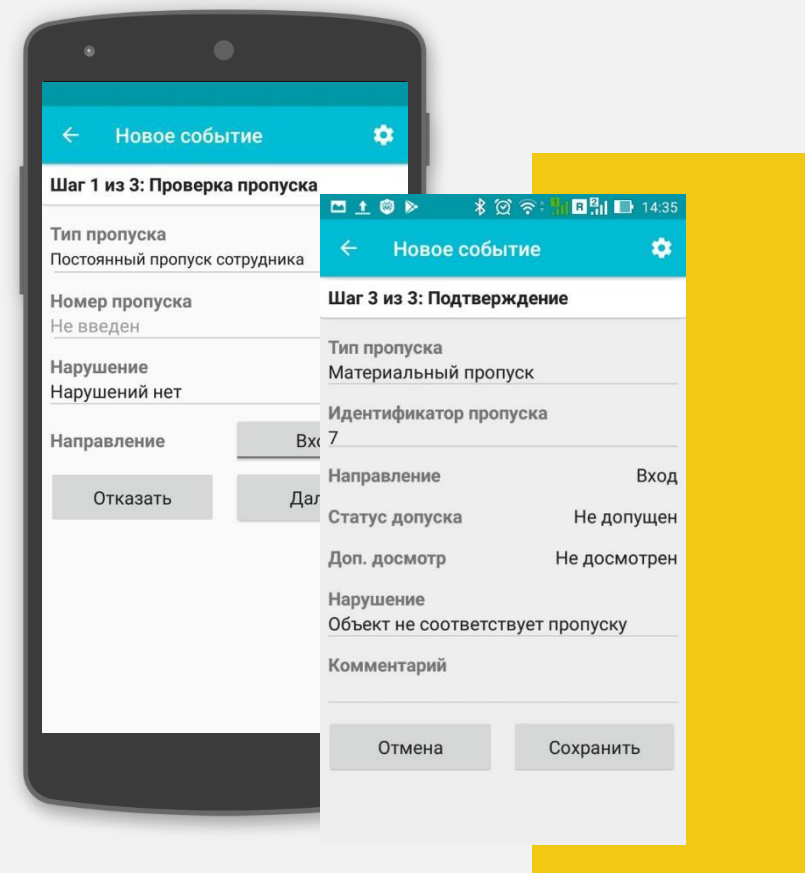 Новое событие
Шаг 1 из 3: Проверка пропуска
Тип пропуска
Постоянный пропуск сотрудника
Номер пропуска
Не введен
Нарушение
Нарушений нет
Направление
Отказать
14:35
Новое событие
Шаг 3 из 3: Подтверждение
Тип пропуска
Материальный пропуск
Идентификатор пропуска
7
Направление Вход
Статус допуска Не допущен
Доп. досмотр Не досмотрен
Нарушение
Объект не соответствует пропуску
Комментарий
Отмена Сохранить